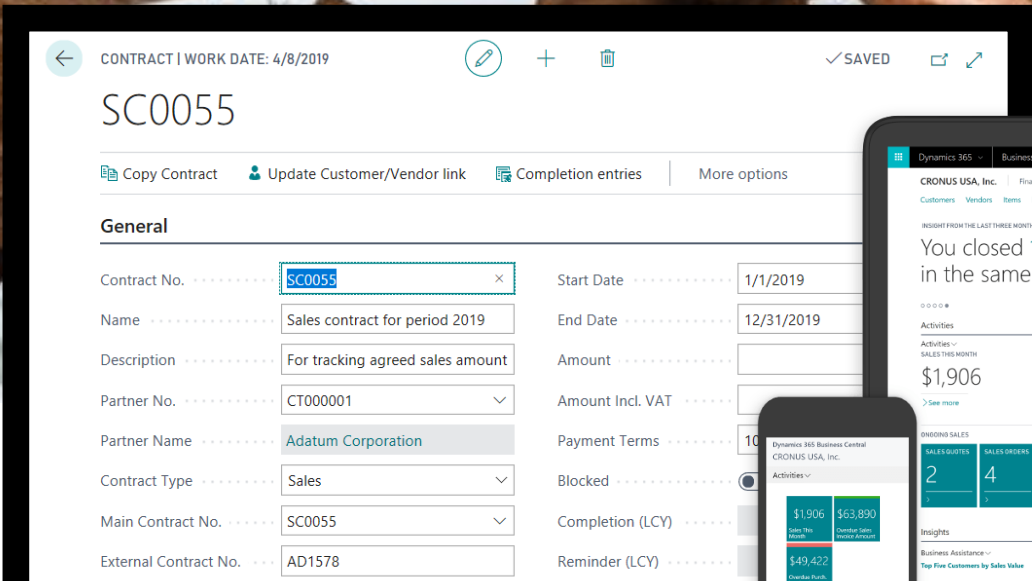 CONTRACT | WORK DATE: 4/8/2019
SAVED
SC0055
Copy Contract
Update Customer/Vendor link
Completion entries
More options
General
Contract No.
SC0055
Name
Sales contract for period 2019
Description
For tracking agreed sales amount
Partner No.
CT000001
Partner Name
Adatum Corporation
Contract Type
Sales
Main Contract No.
SC0055
External Contract No.
AD1578
Start Date
1/1/2019
End Date
12/31/2019
Amount
Amount Incl. VAT
Payment Terms
10
Blocked
Completion (LCY)
Reminder (LCY)
Dynamics 365
Business
CRONUS USA, Inc.
Customers Vendors Items
INSIGHT FROM THE LAST THREE MONTH
You closed
in the same
Activities
Activities
SALES THIS MONTH
$1,906
See more
ONGOING SALES
SALES QUOTES
2
SALES ORDERS
4
Insights
Business Assistance
Top Five Customers by Sales Value
Dynamics 365 Business Central
CRONUS USA, Inc.
Activities
$1,906
Sales This
Month
$63,890
Overdue Sales
Invoice Amount
$49,422
Overdue Purch.